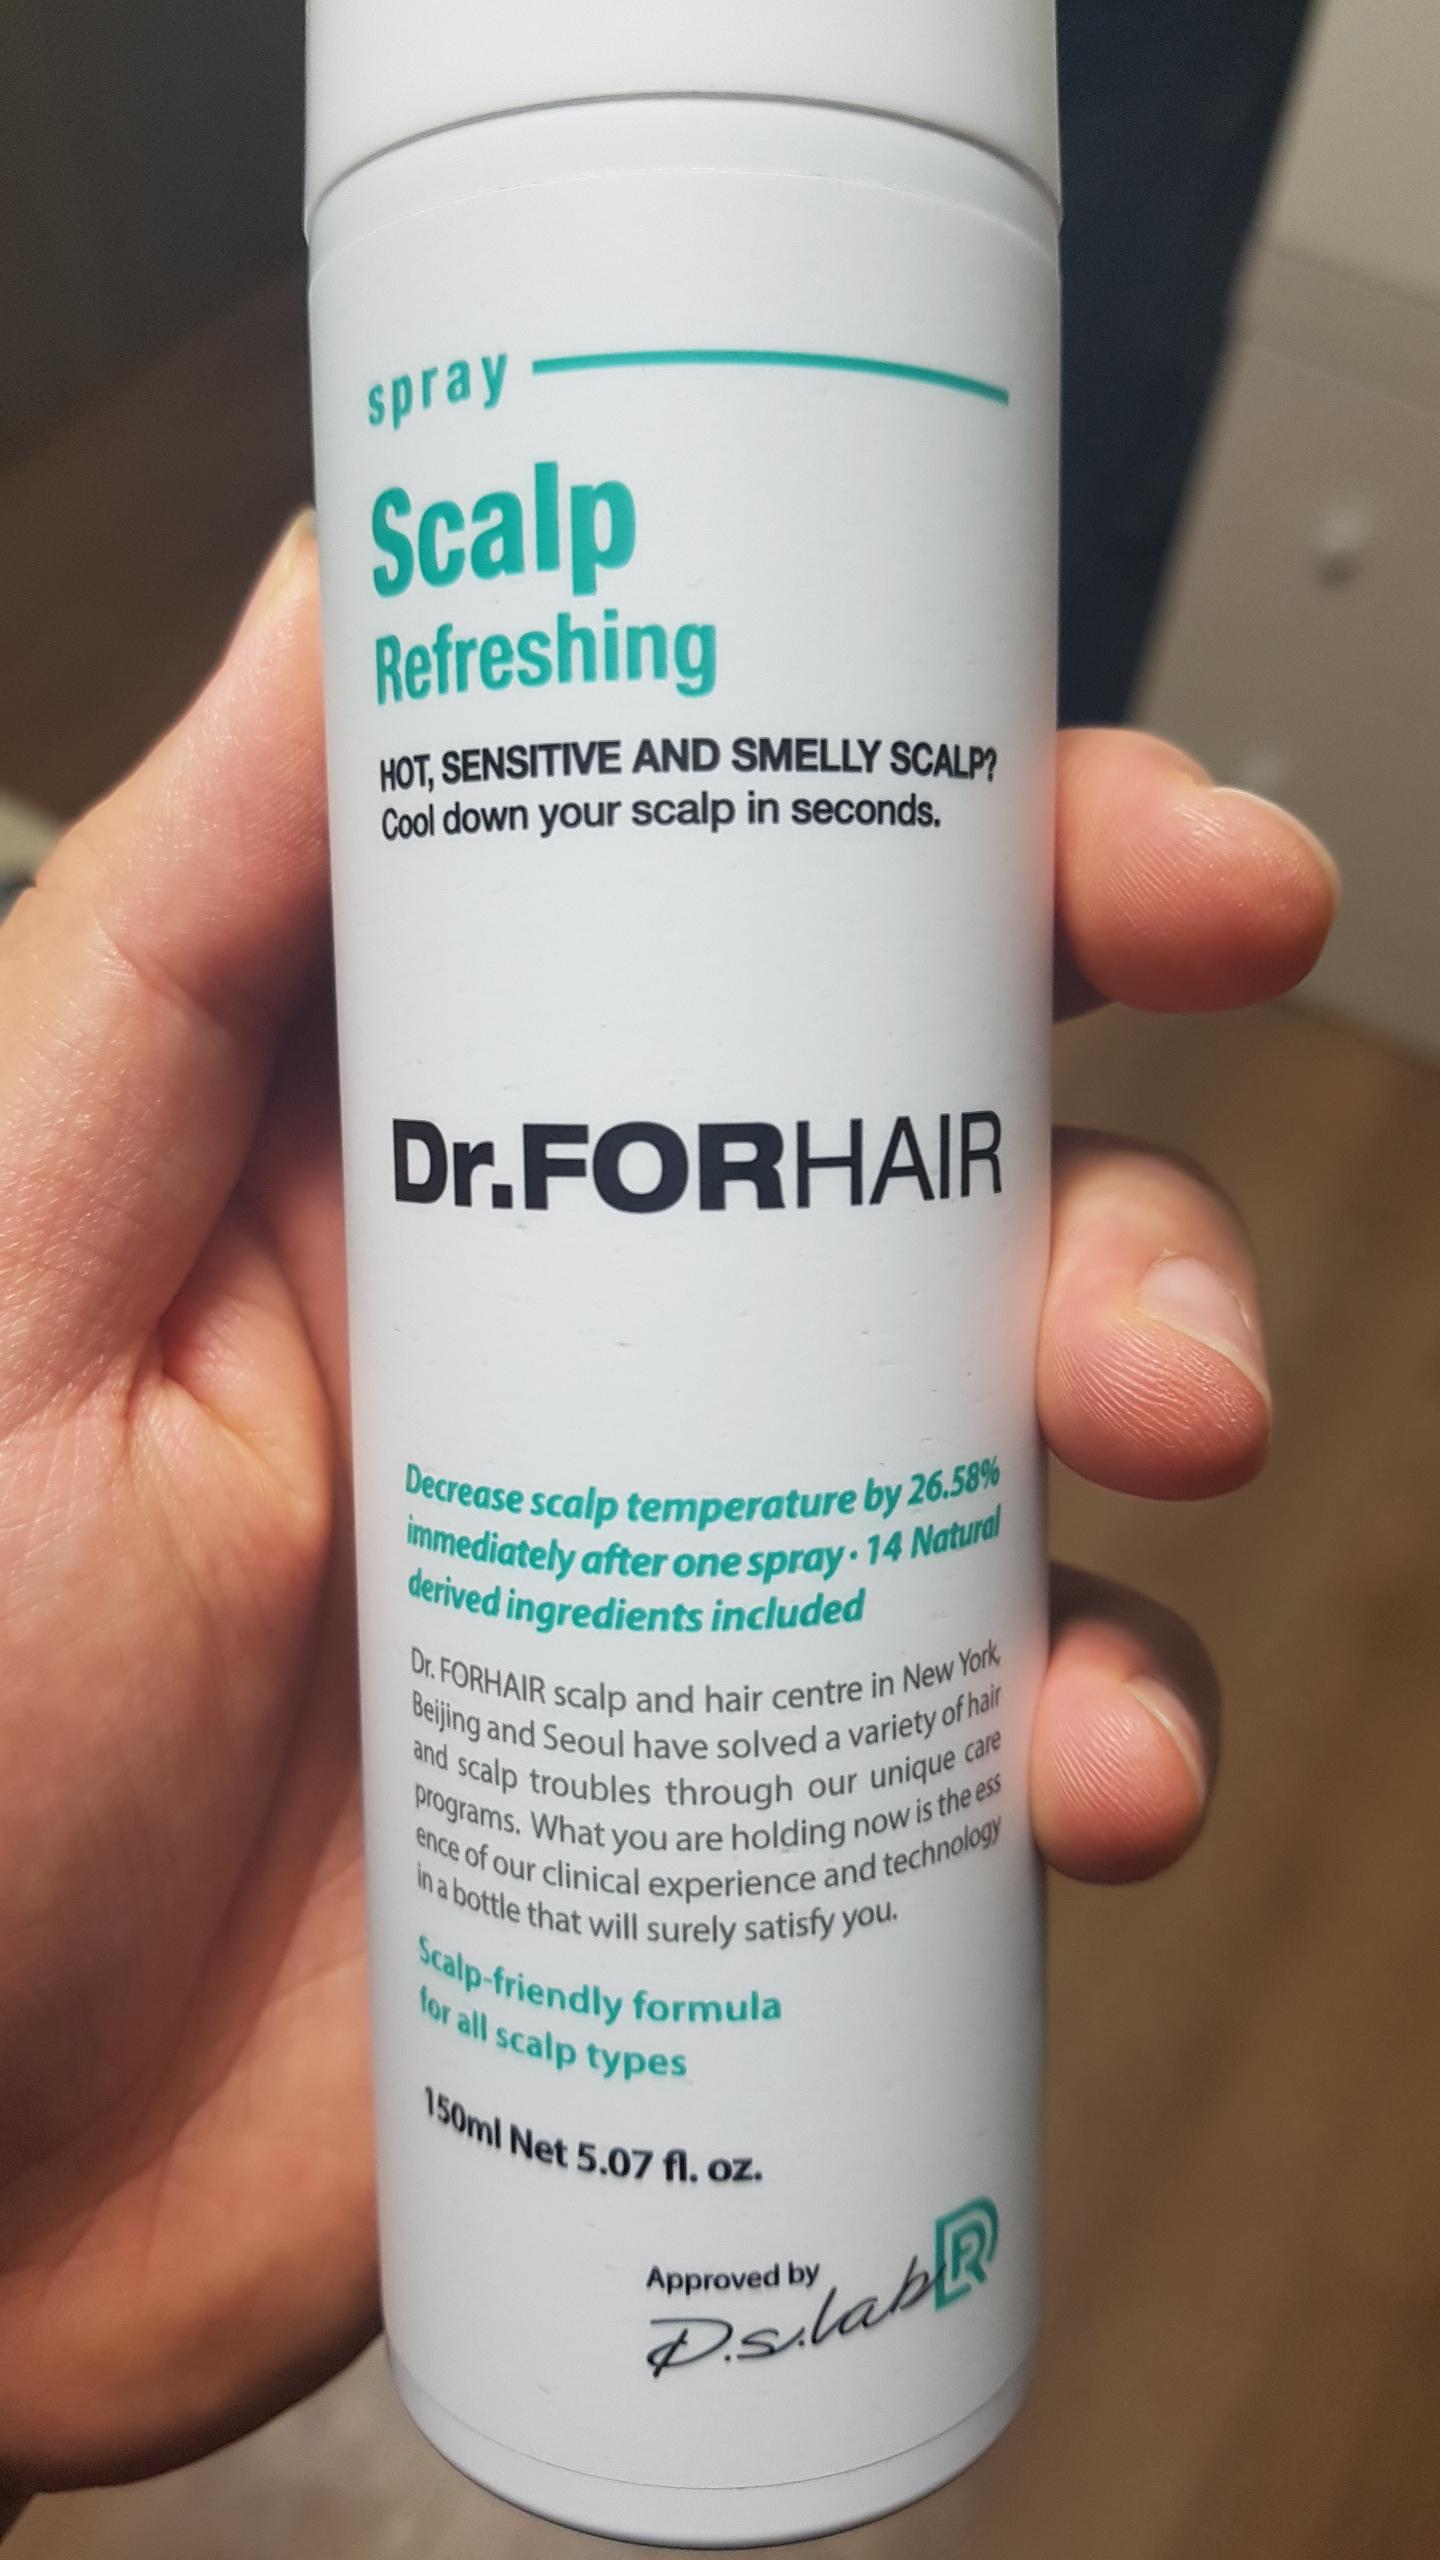 spray
Scalp
Refreshing
HOT, SENSITIVE AND SMELLY SCALP?
Cool down your scalp in seconds.
Dr.FORHAIR
Decrease scalp temperature by 26.58%
immediately after one spray · 14 Natural
derived ingredients included
Dr. FORHAIR scalp and hair centre in New York,
Beijing and Seoul have solved a variety of hair
and scalp troubles through our unique care
programs. What you are holding now is the ess
ence of our clinical experience and technology
in a bottle that will surely satisfy you.
Scalp-friendly formula
for all scalp types
150ml Net 5.07 fl. oz.
Approved by
D.S.lab